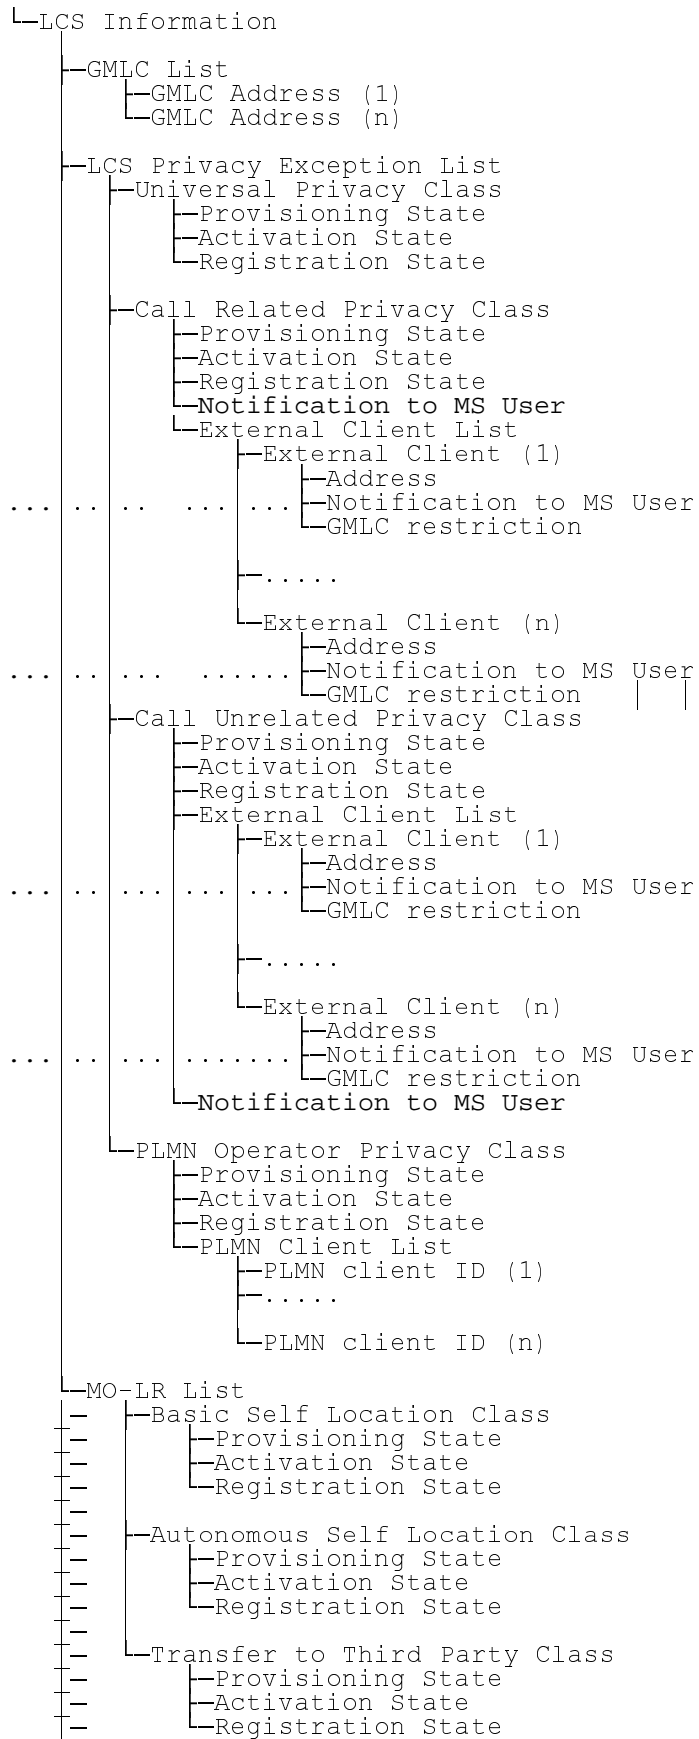 LCS Information
GMLC List
GMLC Address (1)
GMLC Address (n)
LCS Privacy Exception List
Universal Privacy Class
Provisioning State
Activation State
Registration State
Call Related Privacy Class
Provisioning State
Activation State
Registration State
Notification to MS User
External Client List
External Client (1)
Address
... .. .. ... ... Notification to MS User
GMLC restriction
.....
External Client (n)
Address
... .. ... ...... Notification to MS User
GMLC restriction
Call Unrelated Privacy Class
Provisioning State
Activation State
Registration State
External Client List
External Client (1)
Address
... .. .. ... ... Notification to MS User
GMLC restriction
.....
External Client (n)
Address
... .. ... ....... Notification to MS User
GMLC restriction
Notification to MS User
PLMN Operator Privacy Class
Provisioning State
Activation State
Registration State
PLMN Client List
PLMN client ID (1)
.....
PLMN client ID (n)
MO-LR List
Basic Self Location Class
Provisioning State
Activation State
Registration State
Autonomous Self Location Class
Provisioning State
Activation State
Registration State
Transfer to Third Party Class
Provisioning State
Activation State
Registration State